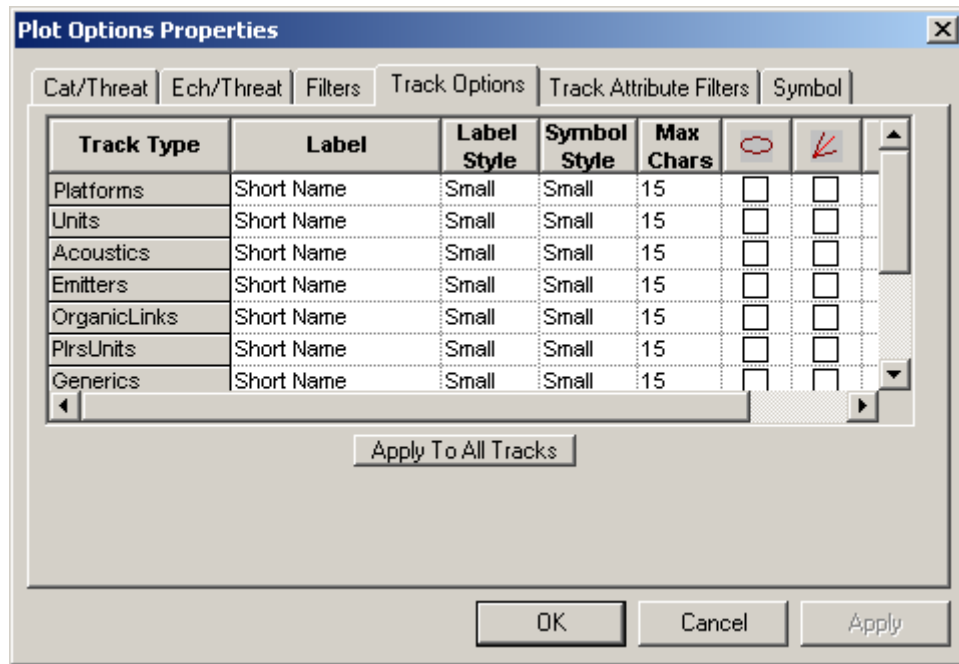 Plot Options Properties
Cat/Threat Ech/Threat Filters Track Options Track Attribute Filters Symbol
Track Type Label Label Style Symbol Style Max Chars
Platforms Short Name Small Small 15
Units Short Name Small Small 15
Acoustics Short Name Small Small 15
Emitters Short Name Small Small 15
OrganicLinks Short Name Small Small 15
PlrsUnits Short Name Small Small 15
Generics Short Name Small Small 15
Apply To All Tracks
OK Cancel Apply